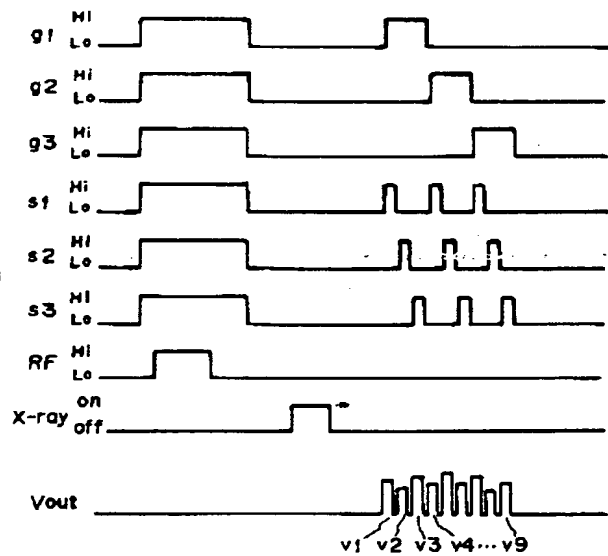 g1 Hi
Lo
g2 Hi
Lo
g3 Hi
Lo
s1 Hi
Lo
s2 Hi
Lo
s3 Hi
Lo
RF Hi
Lo
X-ray on
off
Vout
v1 v2 v3 v4... v9